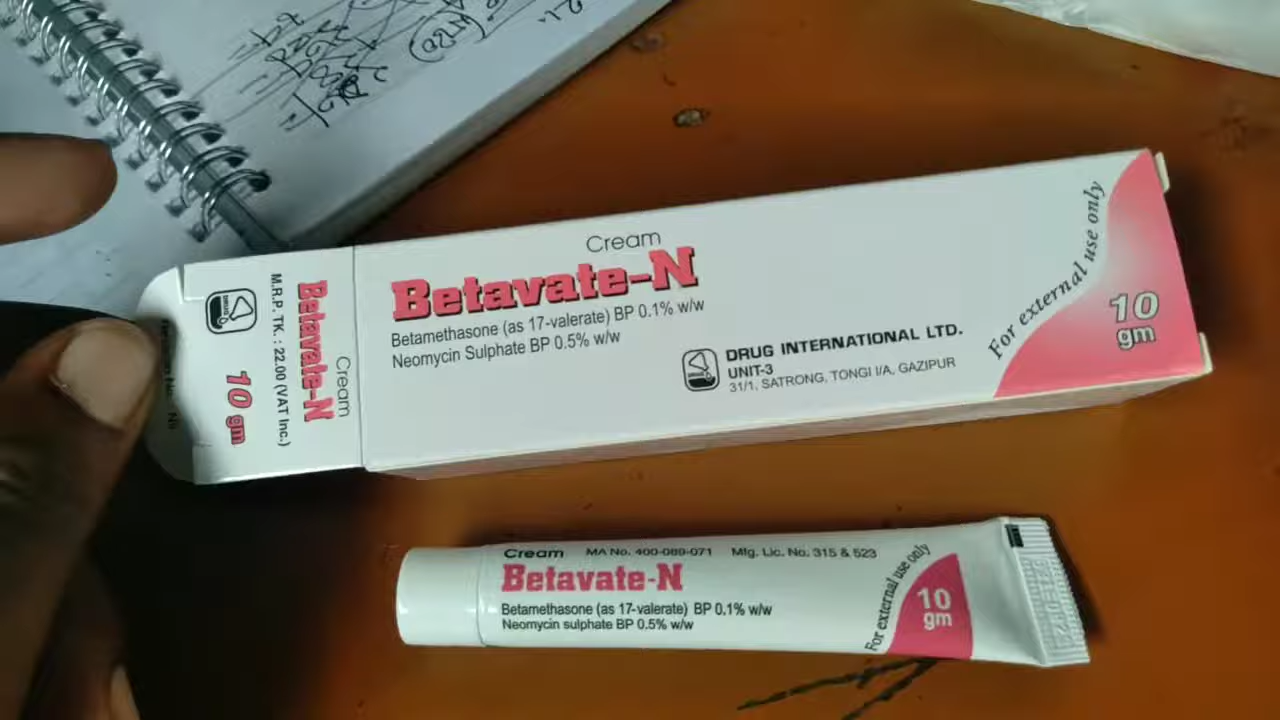 Cream
Betavate-N
Betamethasone (as 17-valerate) BP 0.1% w/w
Neomycin Sulphate BP 0.5% w/w
DRUG INTERNATIONAL LTD.
UNIT-3
31/1, SATRONG, TONGI I/A, GAZIPUR
For external use only
10
gm
Cream
Betavate-N
10 gm
M.R.P. TK. : 22.00 (VAT Inc.)
Cream MA No. 400-089-071 Mfg. Lic. No. 315 & 523
Betavate-N
Betamethasone (as 17-valerate) BP 0.1% w/w
Neomycin sulphate BP 0.5% w/w
For external use only
10
gm